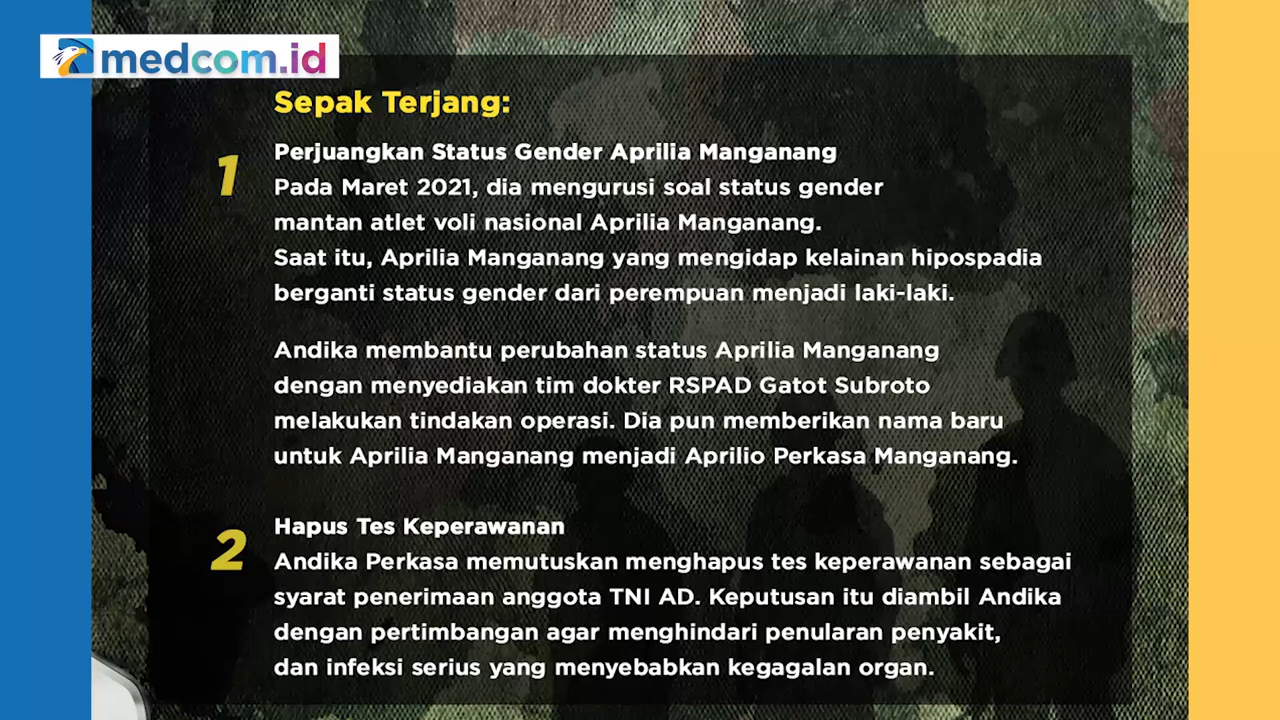 medcom.id
Sepak Terjang:
1
Perjuangkan Status Gender Aprilia Manganang
Pada Maret 2021, dia mengurusi soal status gender
mantan atlet voli nasional Aprilia Manganang.
Saat itu, Aprilia Manganang yang mengidap kelainan hipospadia
berganti status gender dari perempuan menjadi laki-laki.
Andika membantu perubahan status Aprilia Manganang
dengan menyediakan tim dokter RSPAD Gatot Subroto
melakukan tindakan operasi. Dia pun memberikan nama baru
untuk Aprilia Manganang menjadi Aprilio Perkasa Manganang.
2
Hapus Tes Keperawanan
Andika Perkasa memutuskan menghapus tes keperawanan sebagai
syarat penerimaan anggota TNI AD. Keputusan itu diambil Andika
dengan pertimbangan agar menghindari penularan penyakit,
dan infeksi serius yang menyebabkan kegagalan organ.